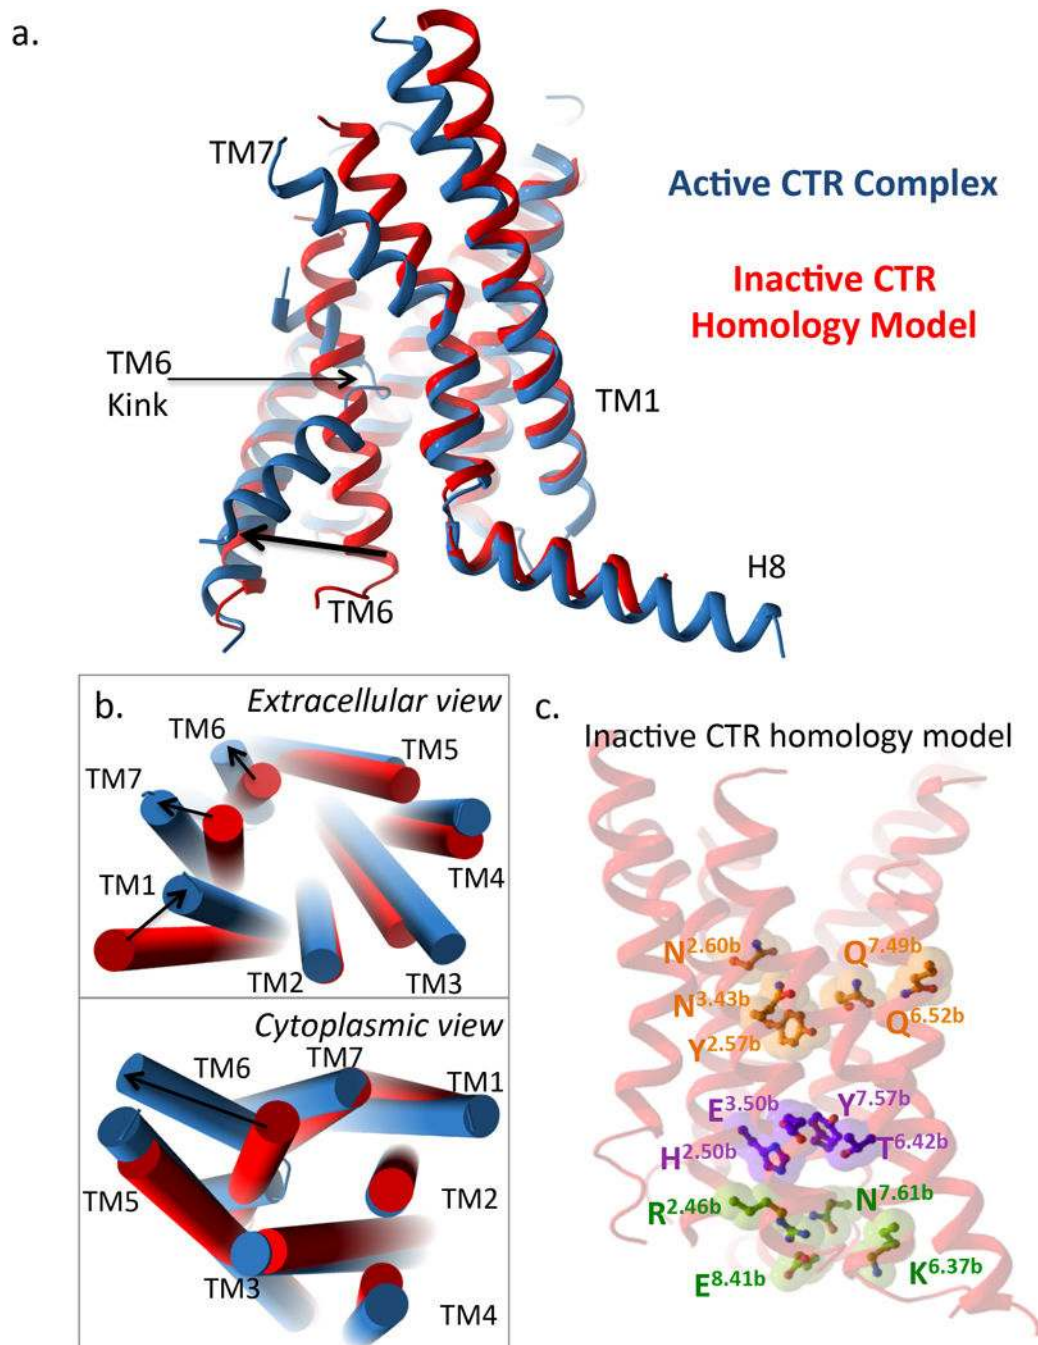 a.
TM7
Active CTR Complex
Inactive CTR
Homology Model
TM6
Kink
TM1
TM6
H8
b.
Extracellular view
TM6
TM5
TM7
TM1
TM4
TM2
TM3
Cytoplasmic view
TM6
TM7
TM1
TM5
TM2
TM3
TM4
c.
Inactive CTR homology model
N2.60b
Q7.49b
N3.43b
Q6.52b
Y2.57b
E3.50b
Y7.57b
H2.50b
T6.42b
R2.46b
N7.61b
E8.41b
K6.37b